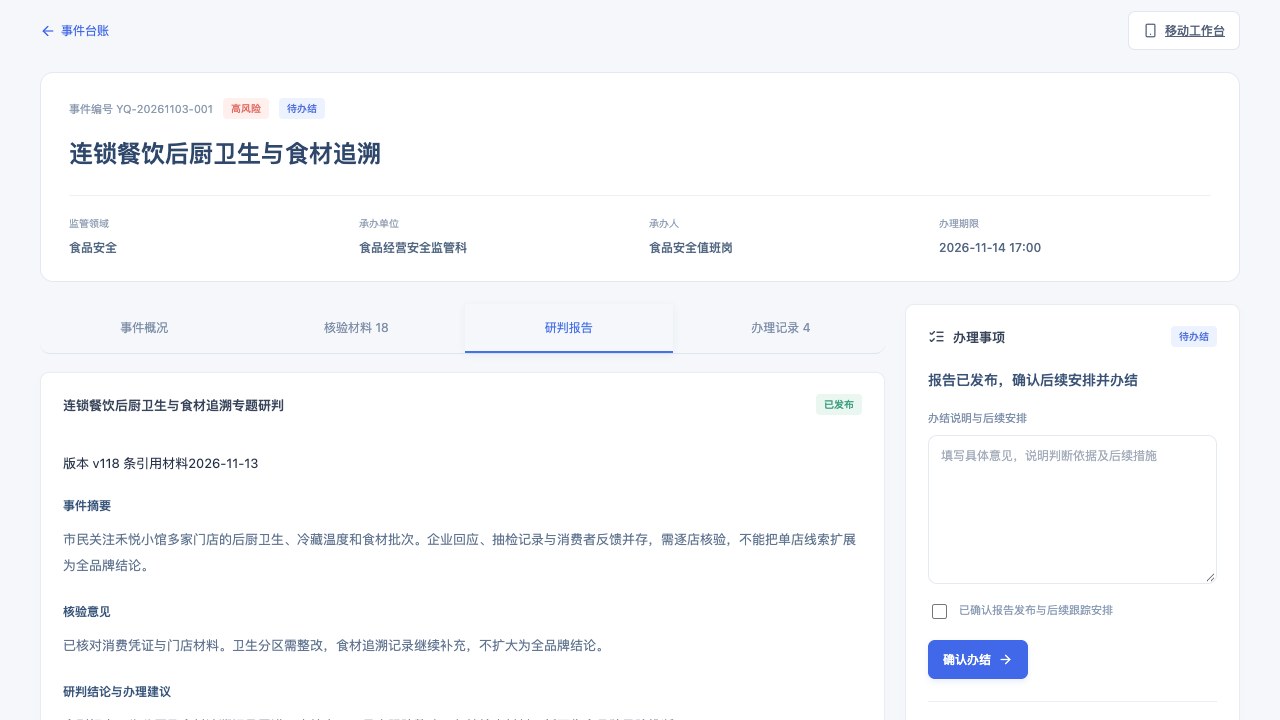 事件台账
移动工作台
事件编号 YQ-20261103-001 高风险 待办结
连锁餐饮后厨卫生与食材追溯
监管领域 承办单位 承办人 办理期限
食品安全 食品经营安全监管科 食品安全值班岗 2026-11-14 17:00
事件概况 核验材料 18 研判报告 办理记录 4
连锁餐饮后厨卫生与食材追溯专题研判 已发布
版本 v118 条引用材料2026-11-13
事件摘要
市民关注禾悦小馆多家门店的后厨卫生、冷藏温度和食材批次。企业回应、抽检记录与消费者反馈并存，需逐店核验，不能把单店线索扩展
为全品牌结论。
核验意见
已核对消费凭证与门店材料。卫生分区需整改，食材追溯记录继续补充，不扩大为全品牌结论。
研判结论与办理建议
办理事项 待办结
报告已发布，确认后续安排并办结
办结说明与后续安排
填写具体意见，说明判断依据及后续措施
已确认报告发布与后续跟踪安排
确认办结